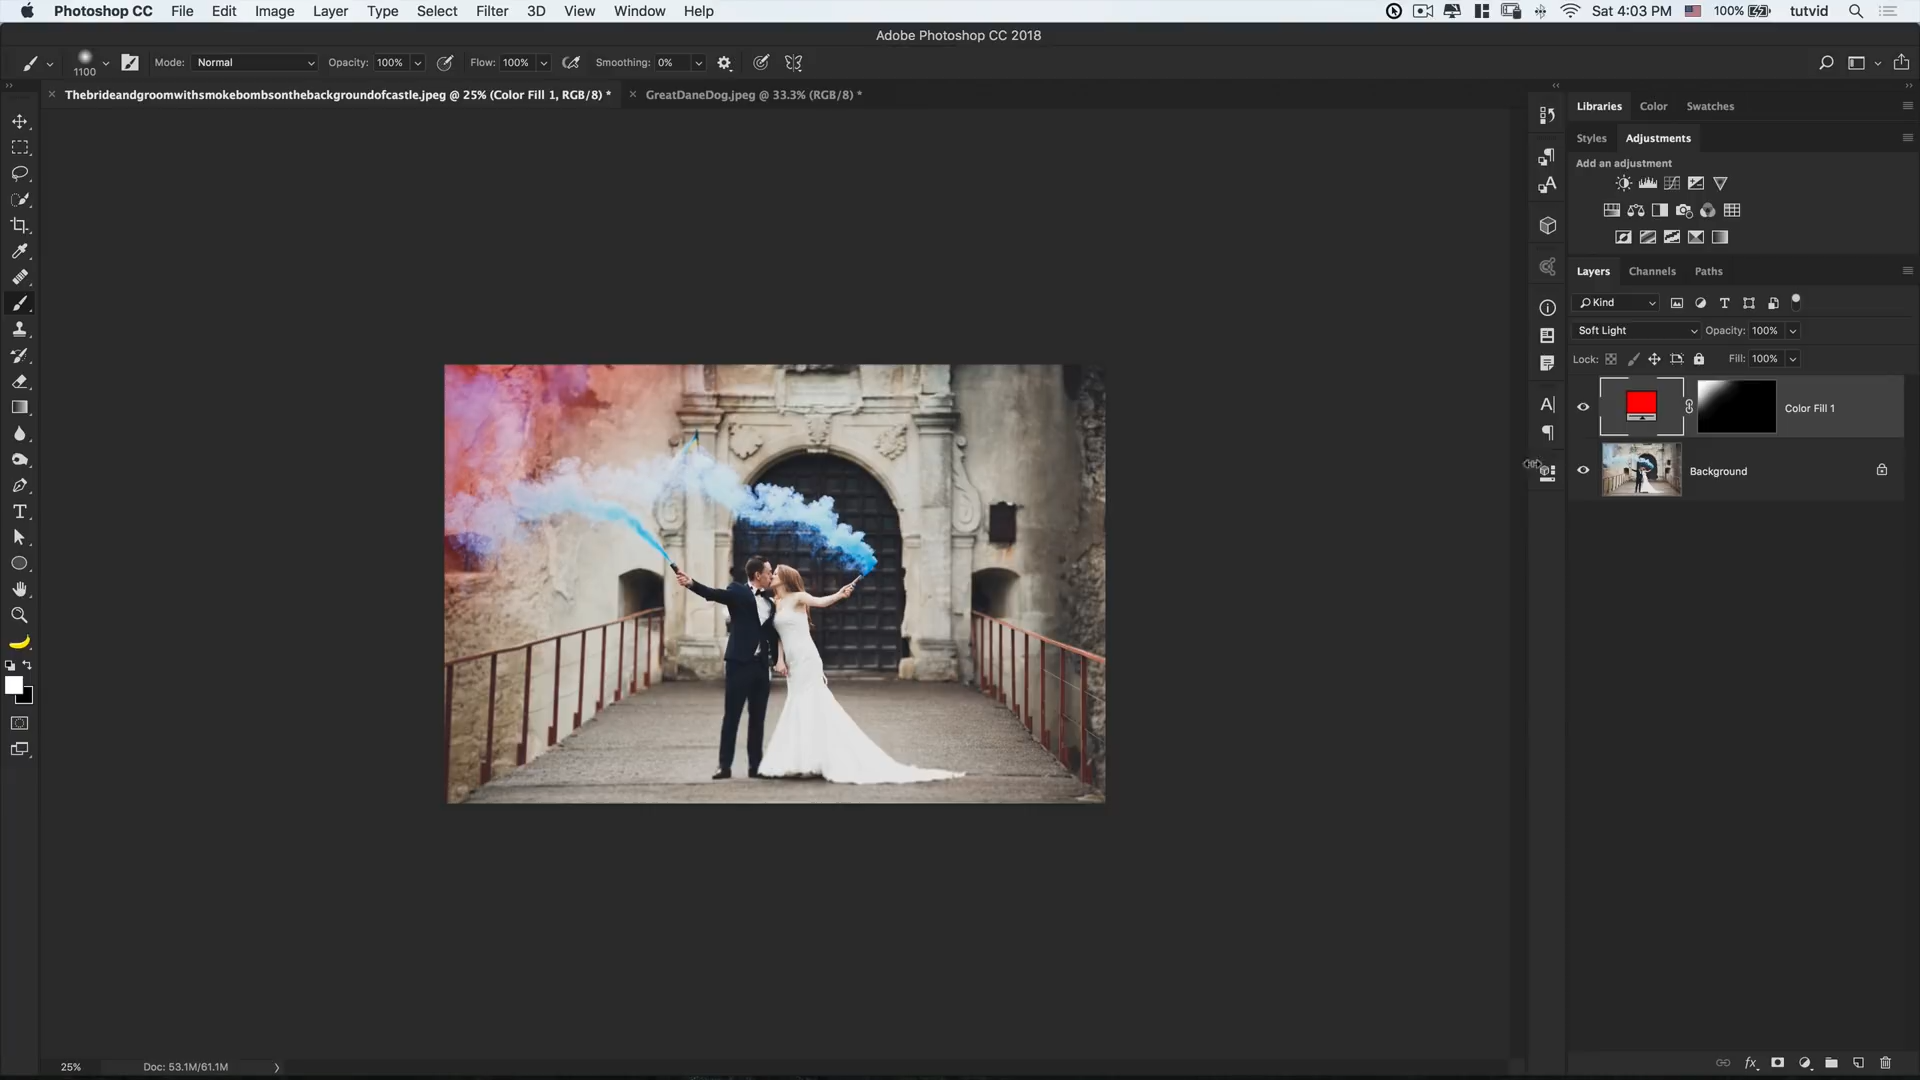 Photoshop CC File Edit Image Layer Type Select Filter 3D View Window Help Sat 4:03 PM 100% tutvid
Adobe Photoshop CC 2018
1100 Mode: Normal Opacity: 100% Flow: 100% Smoothing: 0%
Thebrideandgroomwithsmokebombsonthebackgroundofcastle.jpeg @ 25% (Color Fill 1, RGB/8) * GreatDaneDog.jpeg @ 33.3% (RGB/8) *
Libraries Color Swatches
Styles Adjustments
Add an adjustment
Layers Channels Paths
Kind
Soft Light Opacity: 100%
Lock: Fill: 100%
Color Fill 1
Background
25% Doc: 53.1M/61.1M